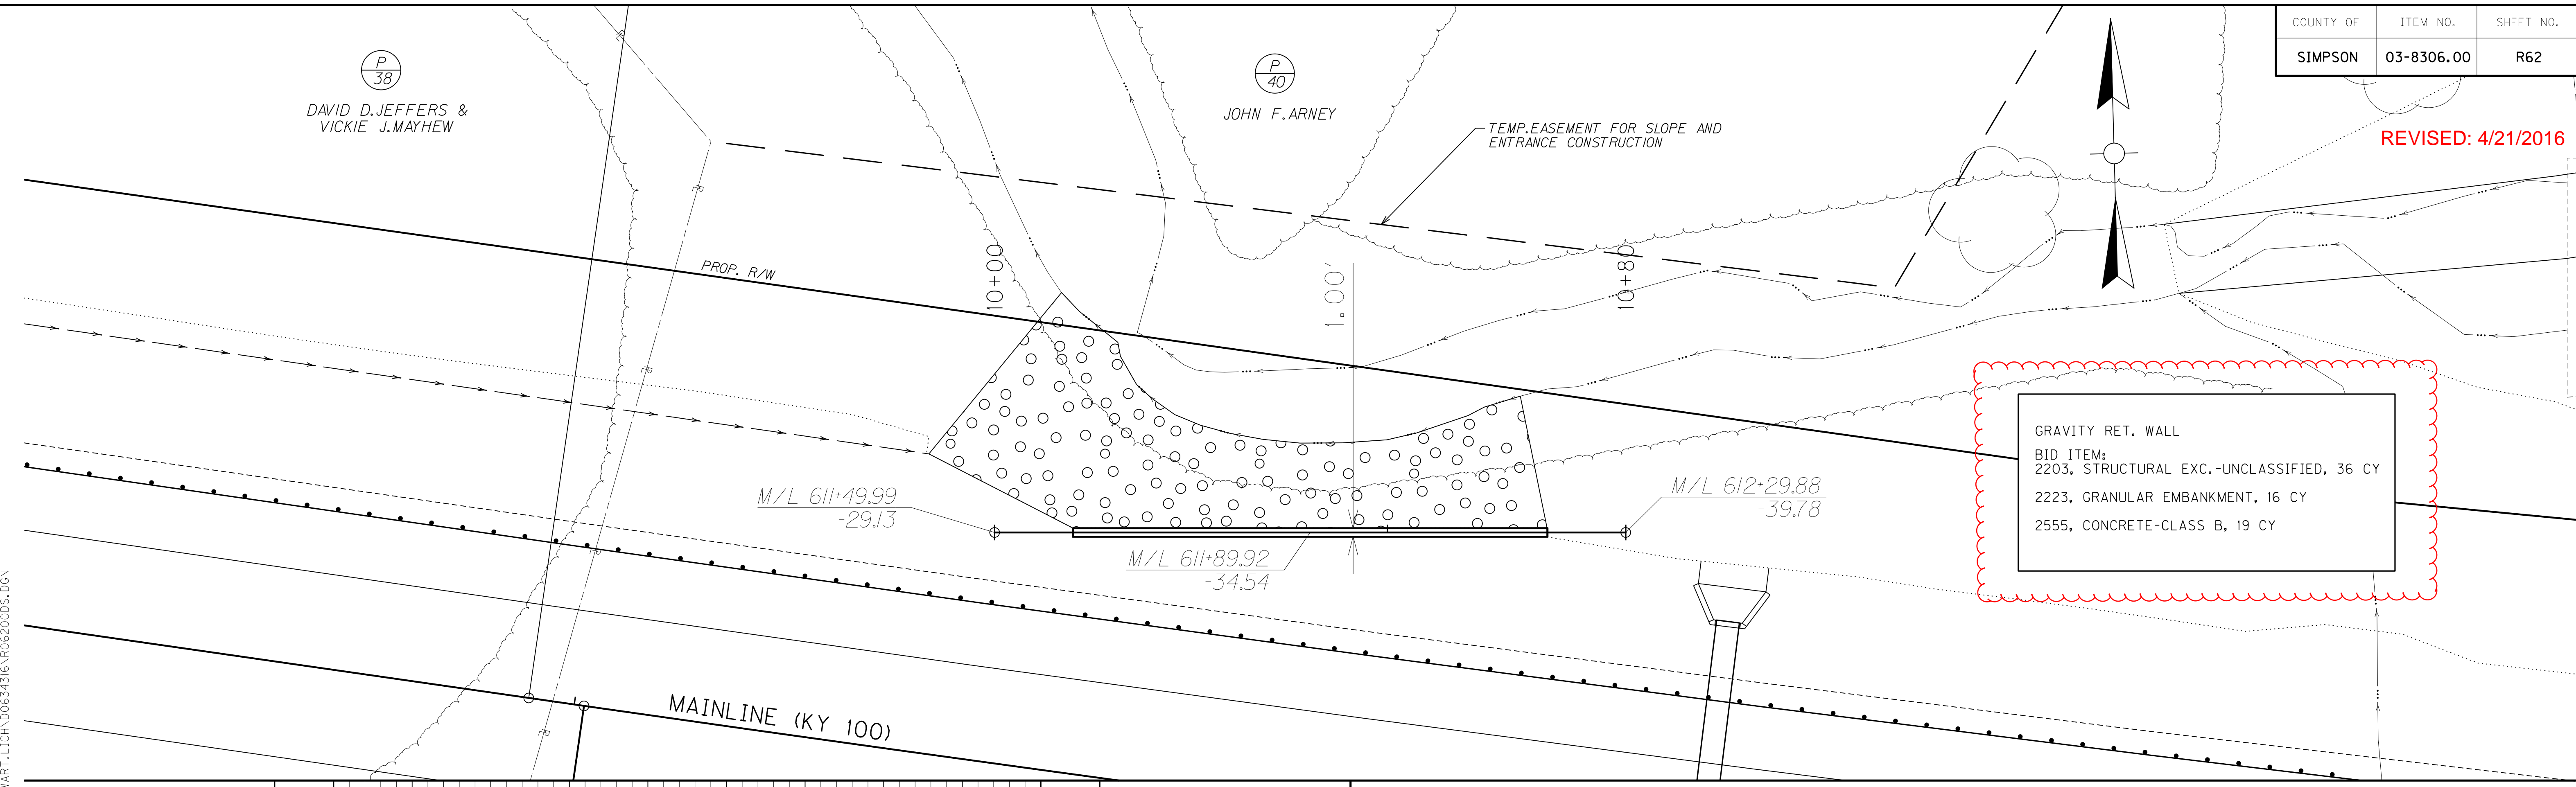 COUNTY OF
ITEM NO.
SHEET NO.
SIMPSON
03-8306.00
R62
REVISED: 4/21/2016
P
38
DAVID D.JEFFERS &
VICKIE J.MAYHEW
P
40
JOHN F.ARNEY
TEMP.EASEMENT FOR SLOPE AND
ENTRANCE CONSTRUCTION
PROP. R/W
10+00
1.00'
10+80
M/L 611+49.99
-29.13
M/L 611+89.92
-34.54
M/L 612+29.88
-39.78
GRAVITY RET. WALL
BID ITEM:
2203, STRUCTURAL EXC.-UNCLASSIFIED, 36 CY
2223, GRANULAR EMBANKMENT, 16 CY
2555, CONCRETE-CLASS B, 19 CY
MAINLINE (KY 100)